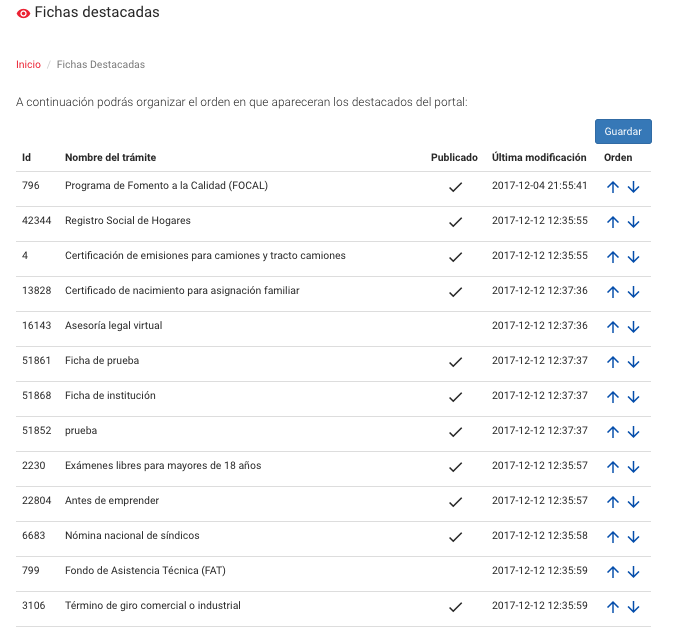 Fichas destacadas
Inicio / Fichas Destacadas
A continuación podrás organizar el orden en que apareceran los destacados del portal:
Guardar
Id Nombre del trámite Publicado Última modificación Orden
796 Programa de Fomento a la Calidad (FOCAL) 2017-12-04 21:55:41
42344 Registro Social de Hogares 2017-12-12 12:35:55
4 Certificación de emisiones para camiones y tracto camiones 2017-12-12 12:35:55
13828 Certificado de nacimiento para asignación familiar 2017-12-12 12:37:36
16143 Asesoría legal virtual 2017-12-12 12:37:36
51861 Ficha de prueba 2017-12-12 12:37:37
51868 Ficha de institución 2017-12-12 12:37:37
51852 prueba 2017-12-12 12:37:37
2230 Exámenes libres para mayores de 18 años 2017-12-12 12:35:57
22804 Antes de emprender 2017-12-12 12:35:57
6683 Nómina nacional de síndicos 2017-12-12 12:35:58
799 Fondo de Asistencia Técnica (FAT) 2017-12-12 12:35:59
3106 Término de giro comercial o industrial 2017-12-12 12:35:59